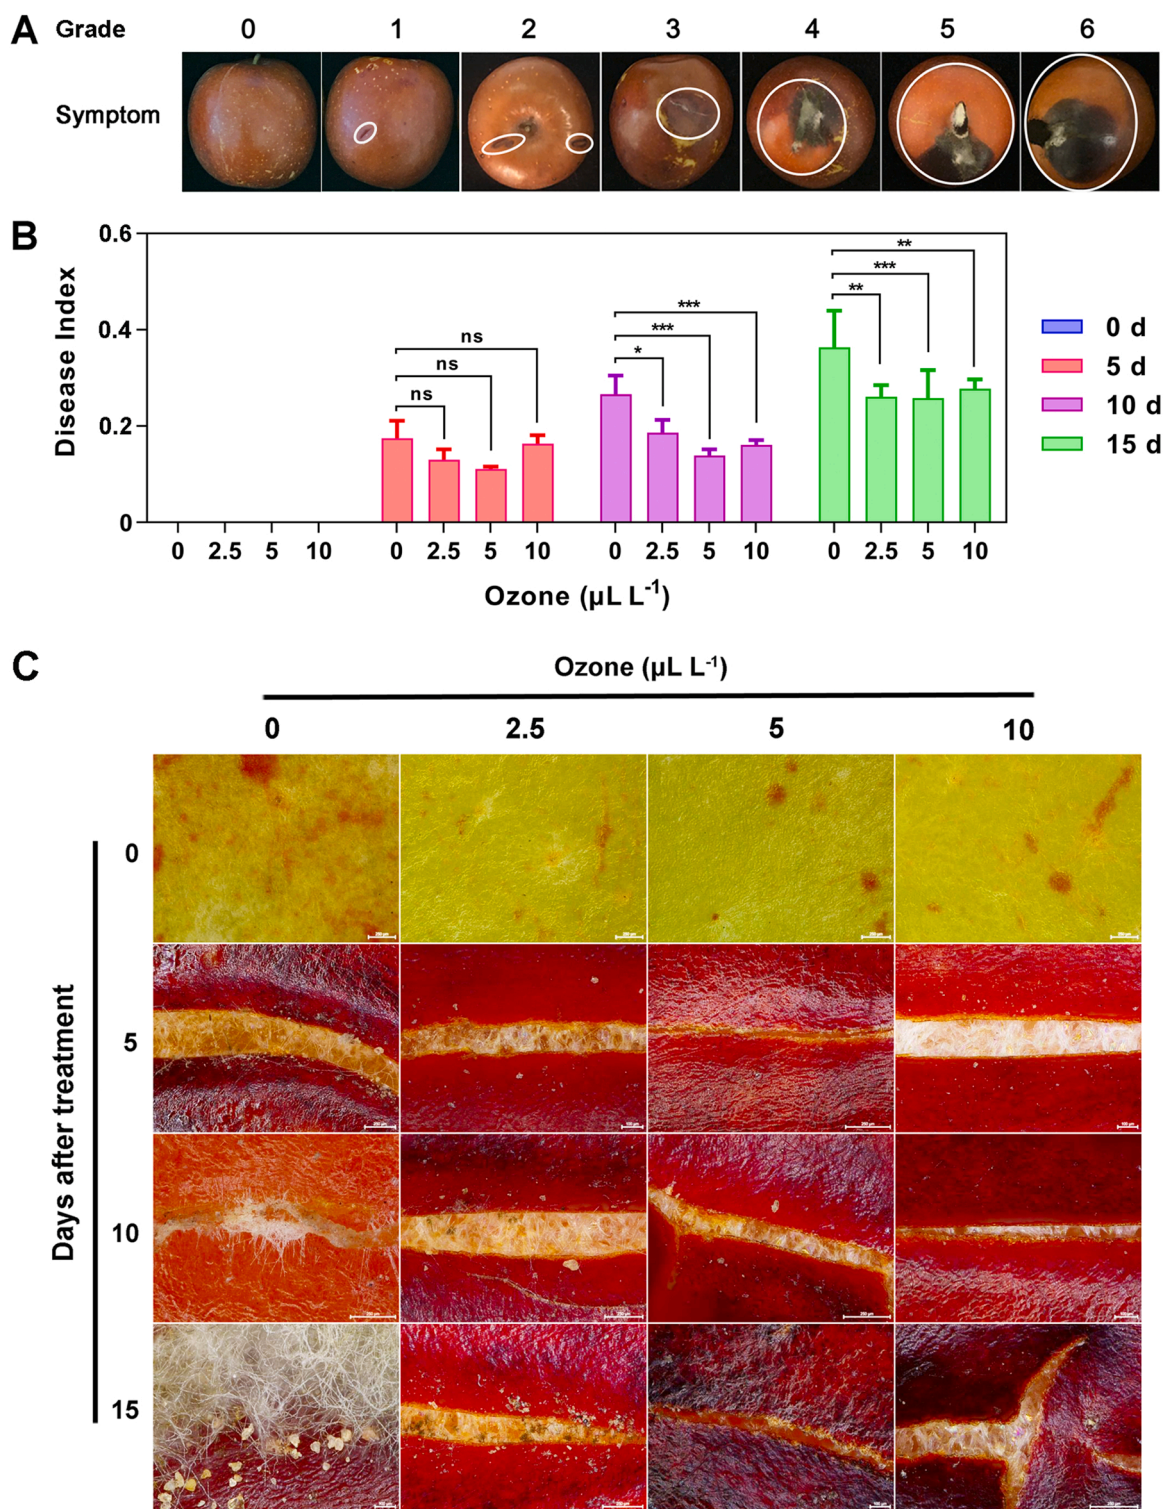 A Grade 0 1 2 3 4 5 6
Symptom
B
Disease Index
0.6
0.4
0.2
0
ns
ns
ns
***
***
*
**
***
**
0 d
5 d
10 d
15 d
0 2.5 5 10 0 2.5 5 10 0 2.5 5 10 0 2.5 5 10
Ozone (µL L⁻¹)
C
Ozone (µL L⁻¹)
0 2.5 5 10
Days after treatment
0
5
10
15